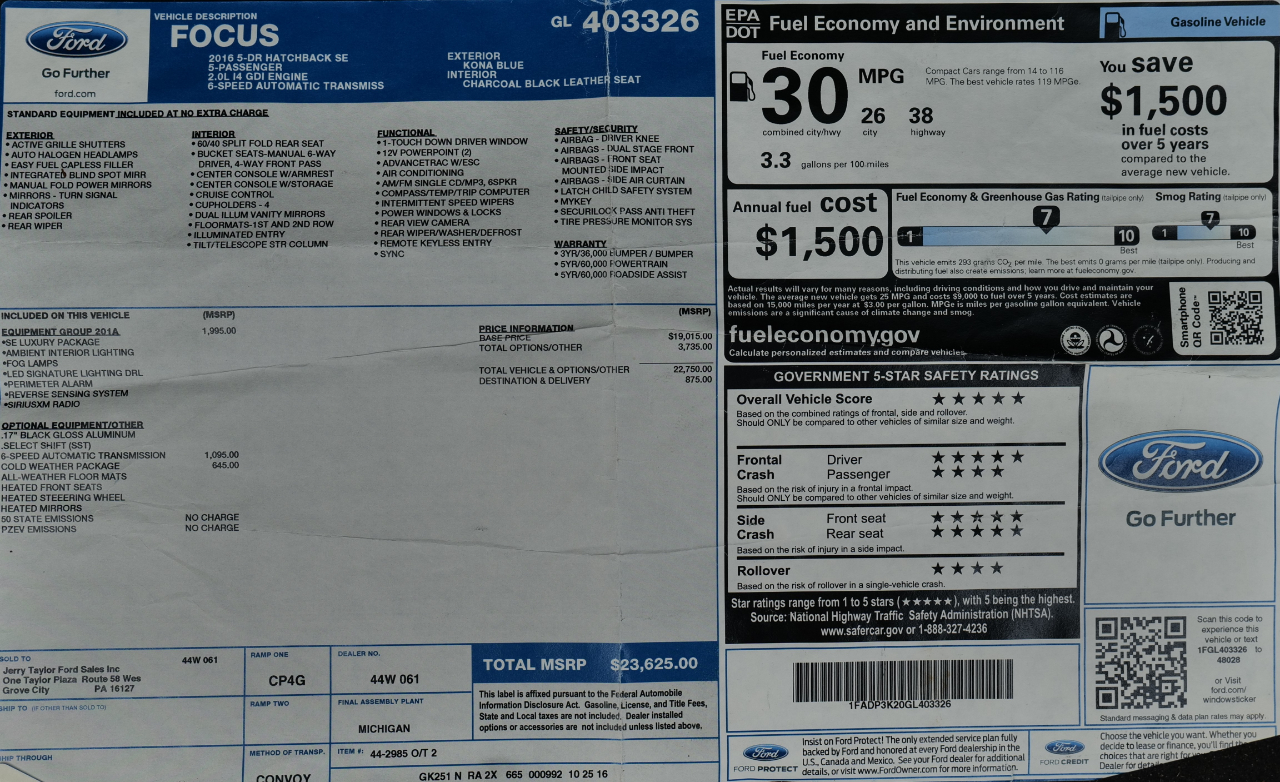 Ford
Go Further
ford.com
VEHICLE DESCRIPTION
FOCUS
2016 5-DR HATCHBACK SE
5-PASSENGER
2.0L I4 GDI ENGINE
6-SPEED AUTOMATIC TRANSMISS
GL 403326
EXTERIOR
KONA BLUE
INTERIOR
CHARCOAL BLACK LEATHER SEAT
STANDARD EQUIPMENT INCLUDED AT NO EXTRA CHARGE
EXTERIOR
• ACTIVE GRILLE SHUTTERS
• AUTO HALOGEN HEADLAMPS
• EASY FUEL CAPLESS FILLER
• INTEGRATED BLIND SPOT MIRR
• MANUAL FOLD POWER MIRRORS
• MIRRORS - TURN SIGNAL
INDICATORS
• REAR SPOILER
• REAR WIPER
INTERIOR
• 60/40 SPLIT FOLD REAR SEAT
• BUCKET SEATS-MANUAL 6-WAY
DRIVER, 4-WAY FRONT PASS
• CENTER CONSOLE W/ARMREST
• CENTER CONSOLE W/STORAGE
• CRUISE CONTROL
• CUPHOLDERS - 4
• DUAL ILLUM VANITY MIRRORS
• FLOORMATS-1ST AND 2ND ROW
• ILLUMINATED ENTRY
• TILT/TELESCOPE STR COLUMN
FUNCTIONAL
• 1-TOUCH DOWN DRIVER WINDOW
• 12V POWERPOINT (2)
• ADVANCETRAC W/ESC
• AIR CONDITIONING
• AM/FM SINGLE CD/MP3, 6SPKR
• COMPASS/TEMP/TRIP COMPUTER
• INTERMITTENT SPEED WIPERS
• POWER WINDOWS & LOCKS
• REAR VIEW CAMERA
• REAR WIPER/WASHER/DEFROST
• REMOTE KEYLESS ENTRY
• SYNC
SAFETY/SECURITY
• AIRBAG - DRIVER KNEE
• AIRBAG - DUAL STAGE FRONT
• AIRBAGS - FRONT SEAT
MOUNTED SIDE IMPACT
• AIRBAGS - SIDE AIR CURTAIN
• LATCH CHILD SAFETY SYSTEM
• MYKEY
• SECURILOCK PASS ANTI THEFT
• TIRE PRESSURE MONITOR SYS
WARRANTY
• 3YR/36,000 BUMPER / BUMPER
• 5YR/60,000 POWERTRAIN
• 5YR/60,000 ROADSIDE ASSIST
INCLUDED ON THIS VEHICLE (MSRP)
EQUIPMENT GROUP 201A 1,995.00
•SE LUXURY PACKAGE
•AMBIENT INTERIOR LIGHTING
•FOG LAMPS
•LED SIGNATURE LIGHTING DRL
•PERIMETER ALARM
•REVERSE SENSING SYSTEM
•SIRIUSXM RADIO
OPTIONAL EQUIPMENT/OTHER
.17" BLACK GLOSS ALUMINUM
.SELECT SHIFT (SST)
6-SPEED AUTOMATIC TRANSMISSION 1,095.00
COLD WEATHER PACKAGE 645.00
ALL-WEATHER FLOOR MATS
HEATED FRONT SEATS
HEATED STEEERING WHEEL
HEATED MIRRORS
50 STATE EMISSIONS NO CHARGE
PZEV EMISSIONS NO CHARGE
(MSRP)
PRICE INFORMATION
BASE PRICE $19,015.00
TOTAL OPTIONS/OTHER 3,735.00
TOTAL VEHICLE & OPTIONS/OTHER 22,750.00
DESTINATION & DELIVERY 875.00
SOLD TO 44W 061
Jerry Taylor Ford Sales Inc
One Taylor Plaza Route 58 Wes
Grove City PA 16127
SHIP TO (IF OTHER THAN SOLD TO)
SHIP THROUGH
RAMP ONE
CP4G
RAMP TWO
METHOD OF TRANSP.
CONVOY
DEALER NO.
44W 061
FINAL ASSEMBLY PLANT
MICHIGAN
ITEM #: 44-2985 O/T 2
GK251 N RA 2X 665 000992 10 25 16
TOTAL MSRP $23,625.00
This label is affixed pursuant to the Federal Automobile
Information Disclosure Act. Gasoline, License, and Title Fees,
State and Local taxes are not included. Dealer installed
options or accessories are not included unless listed above.
EPA
DOT
Fuel Economy and Environment
Gasoline Vehicle
Fuel Economy
30 MPG
combined city/hwy
26
city
38
highway
3.3 gallons per 100 miles
Compact Cars range from 14 to 116
MPG. The best vehicle rates 119 MPGe.
You save
$1,500
in fuel costs
over 5 years
compared to the
average new vehicle.
Annual fuel cost
$1,500
Fuel Economy & Greenhouse Gas Rating (tailpipe only)
1 7 10
Best
Smog Rating (tailpipe only)
1 7 10
Best
This vehicle emits 293 grams CO2 per mile. The best emits 0 grams per mile (tailpipe only). Producing and
distributing fuel also create emissions; learn more at fueleconomy.gov.
Actual results will vary for many reasons, including driving conditions and how you drive and maintain your
vehicle. The average new vehicle gets 25 MPG and costs $9,000 to fuel over 5 years. Cost estimates are
based on 15,000 miles per year at $3.00 per gallon. MPGe is miles per gasoline gallon equivalent. Vehicle
emissions are a significant cause of climate change and smog.
fueleconomy.gov
Calculate personalized estimates and compare vehicles
Smartphone
QR Code™
GOVERNMENT 5-STAR SAFETY RATINGS
Overall Vehicle Score ★ ★ ★ ★ ★
Based on the combined ratings of frontal, side and rollover.
Should ONLY be compared to other vehicles of similar size and weight.
Frontal Driver ★ ★ ★ ★ ★
Crash Passenger ★ ★ ★ ★
Based on the risk of injury in a frontal impact.
Should ONLY be compared to other vehicles of similar size and weight.
Side Front seat ★ ★ ★ ★ ★
Crash Rear seat ★ ★ ★ ★ ★
Based on the risk of injury in a side impact.
Rollover ★ ★ ★ ★
Based on the risk of rollover in a single-vehicle crash.
Star ratings range from 1 to 5 stars (★★★★★), with 5 being the highest.
Source: National Highway Traffic Safety Administration (NHTSA).
www.safercar.gov or 1-888-327-4236
Ford
Go Further
1FADP3K20GL403326
Scan this code to
experience this
vehicle or text
1FGL403326 to
48028
or Visit
ford.com/
windowsticker
Standard messaging & data plan rates may apply
Ford
FORD PROTECT
Insist on Ford Protect! The only extended service plan fully
backed by Ford and honored at every Ford dealership in the
U.S., Canada and Mexico. See your Ford dealer for additional
details, or visit www.FordOwner.com for more information.
Ford
FORD CREDIT
Choose the vehicle you want. Whether you
decide to lease or finance, you'll find the
choices that are right for
Dealer for